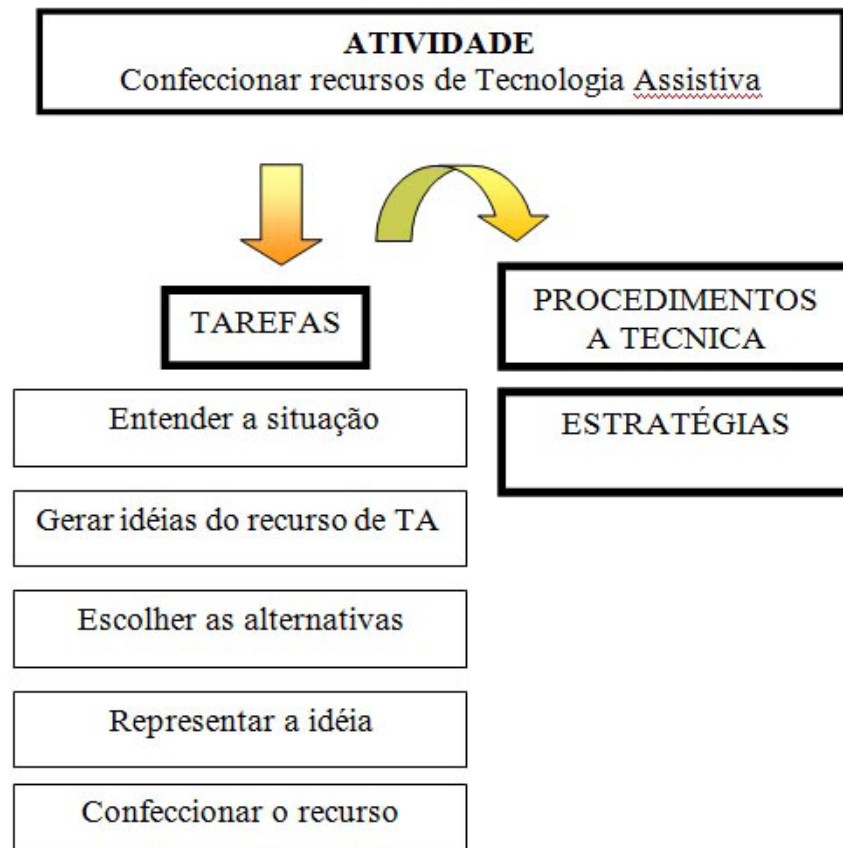 ATIVIDADE
Confeccionar recursos de Tecnologia Assistiva
TAREFAS
PROCEDIMENTOS
A TECNICA
ESTRATÉGIAS
Entender a situação
Gerar idéias do recurso de TA
Escolher as alternativas
Representar a idéia
Confeccionar o recurso